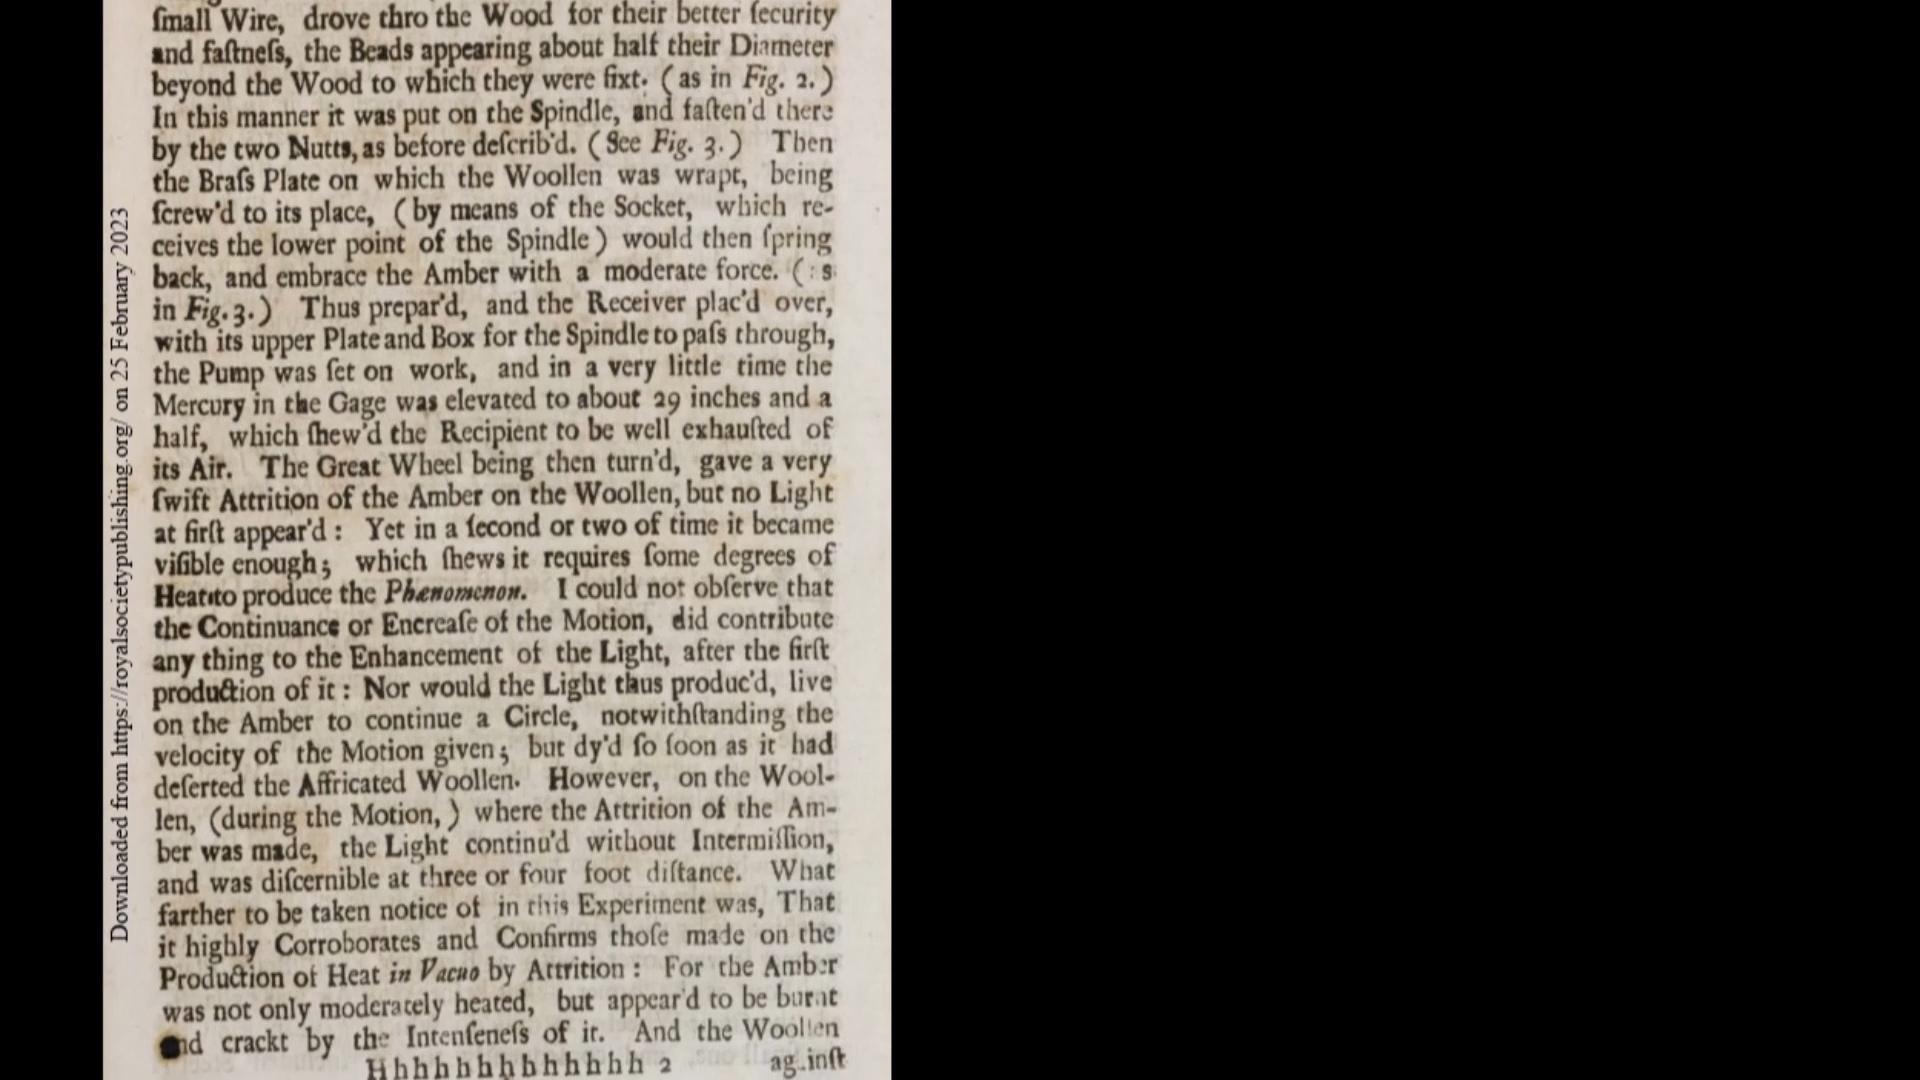 ſmall Wire, drove thro the Wood for their better ſecurity
and faſtneſs, the Beads appearing about half their Diameter
beyond the Wood to which they were fixt. (as in Fig. 2.)
In this manner it was put on the Spindle, and faſten'd there
by the two Nutts, as before deſcrib'd. (See Fig. 3.) Then
the Braſs Plate on which the Woollen was wrapt, being
ſcrew'd to its place, (by means of the Socket, which re-
ceives the lower point of the Spindle) would then ſpring
back, and embrace the Amber with a moderate force. (as
in Fig. 3.) Thus prepar'd, and the Receiver plac'd over,
with its upper Plate and Box for the Spindle to paſs through,
the Pump was ſet on work, and in a very little time the
Mercury in the Gage was elevated to about 29 inches and a
half, which ſhew'd the Recipient to be well exhauſted of
its Air. The Great Wheel being then turn'd, gave a very
ſwift Attrition of the Amber on the Woollen, but no Light
at firſt appear'd : Yet in a ſecond or two of time it became
viſible enough; which ſhews it requires ſome degrees of
Heat to produce the Phænomenon. I could not obſerve that
the Continuance or Encreaſe of the Motion, did contribute
any thing to the Enhancement of the Light, after the firſt
production of it : Nor would the Light thus produc'd, live
on the Amber to continue a Circle, notwithſtanding the
velocity of the Motion given; but dy'd ſo ſoon as it had
deſerted the Affricated Woollen. However, on the Wool-
len, (during the Motion,) where the Attrition of the Am-
ber was made, the Light continu'd without Intermiſſion,
and was diſcernible at three or four foot diſtance. What
farther to be taken notice of in this Experiment was, That
it highly Corroborates and Confirms thoſe made on the
Production of Heat in Vacuo by Attrition : For the Amber
was not only moderately heated, but appear'd to be burnt
and crackt by the Intenſeneſs of it. And the Woollen
Hhhhhhhhhhhhh 2 againſt
Downloaded from https://royalsocietypublishing.org/ on 25 February 2023